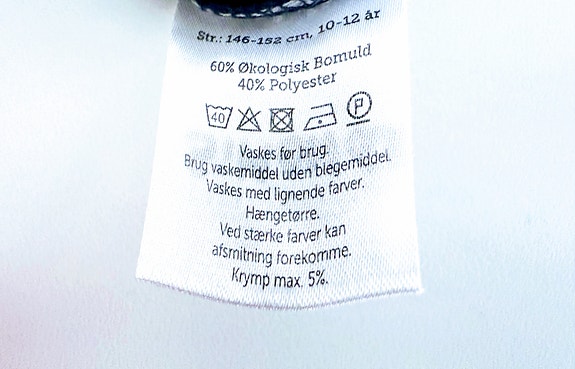 Str.: 146-152 cm, 10-12 år
60% Økologisk Bomuld
40% Polyester
40 P
Vaskes før brug.
Brug vaskemiddel uden blegemiddel.
Vaskes med lignende farver.
Hængetørre.
Ved stærke farver kan
afsmitning forekomme.
Krymp max. 5%.